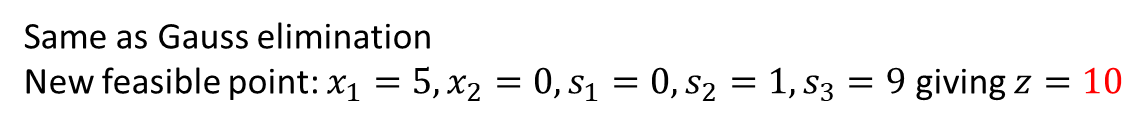 Same as Gauss elimination
New feasible point: x₁ = 5, x₂ = 0, s₁ = 0, s₂ = 1, s₃ = 9 giving z = 10